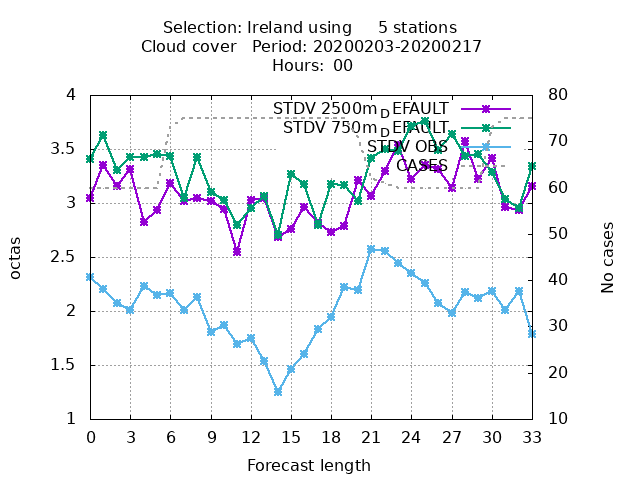 Selection: Ireland using 5 stations
Cloud cover Period: 20200203-20200217
Hours: 00
STDV 2500mDEFAULT
STDV 750mDEFAULT
STDV OBS
CASES
4
3.5
3
2.5
2
1.5
1
80
70
60
50
40
30
20
10
octas
No cases
0 3 6 9 12 15 18 21 24 27 30 33
Forecast length